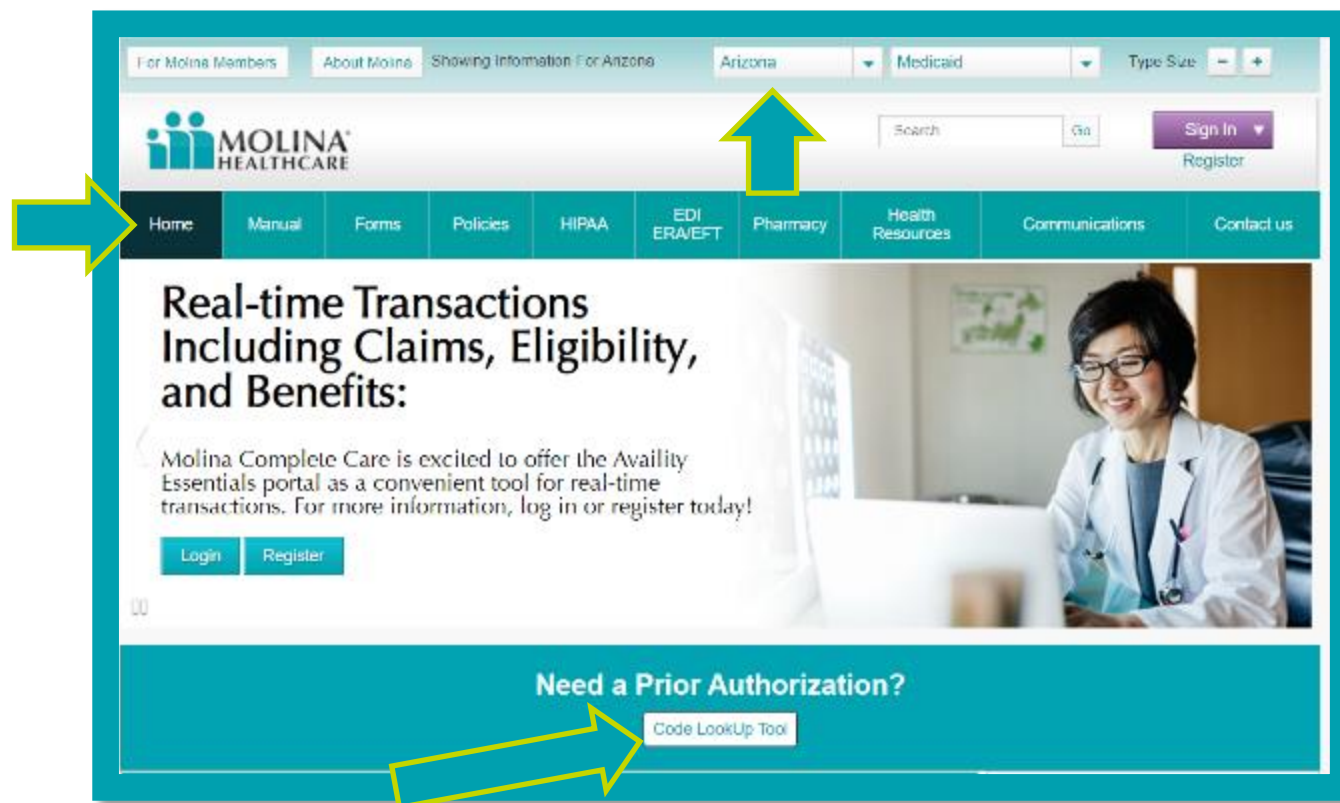 For Molina Members About Molina Showing Information For Arizona Arizona Medicaid Type Size - +
MOLINA
HEALTHCARE
Search Go Sign In
Register
Home Manual Forms Policies HIPAA EDI ERA/EFT Pharmacy Health Resources Communications Contact us
Real-time Transactions
Including Claims, Eligibility,
and Benefits:
Molina Complete Care is excited to offer the Availity
Essentials portal as a convenient tool for real-time
transactions. For more information, log in or register today!
Login Register
Need a Prior Authorization?
Code LookUp Tool